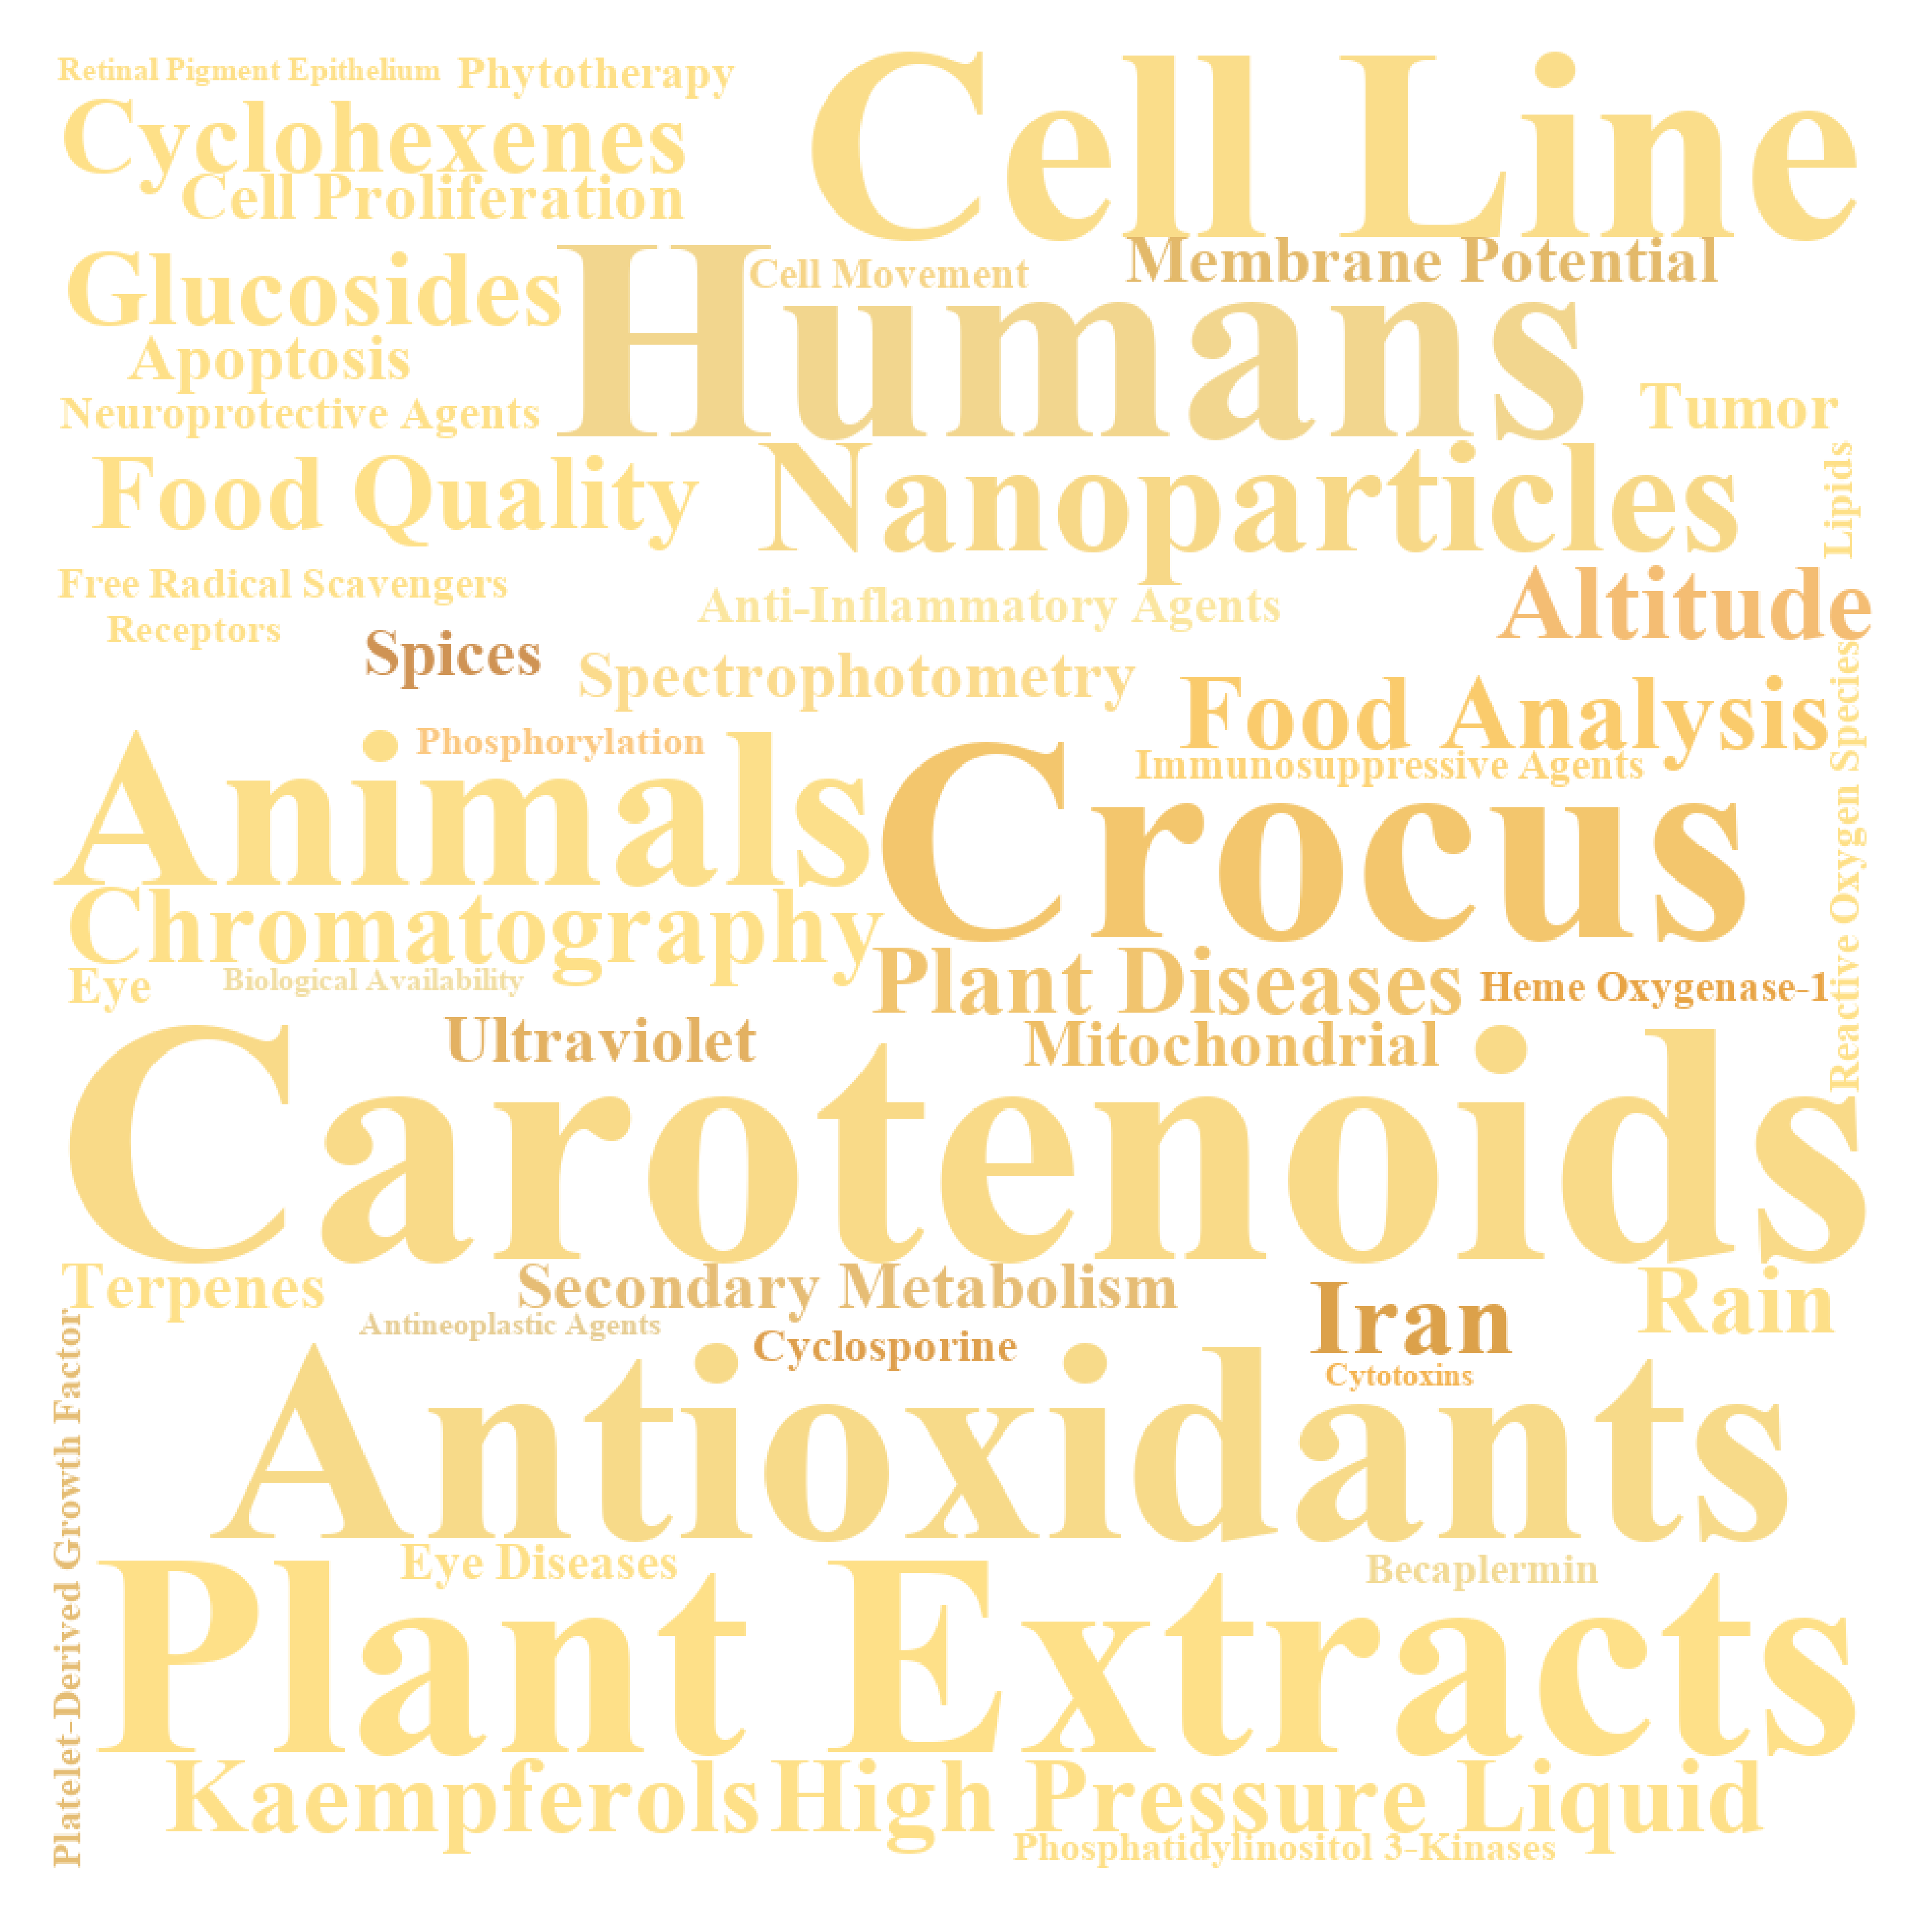 Retinal Pigment Epithelium
Phytotherapy
Cell Line
Cyclohexenes
Cell Proliferation
Humans
Cell Movement
Membrane Potential
Glucosides
Apoptosis
Neuroprotective Agents
Tumor
Food Quality
Nanoparticles
Lipids
Free Radical Scavengers
Anti-Inflammatory Agents
Altitude
Receptors
Spices
Spectrophotometry
Food Analysis
Reactive Oxygen Species
Animals
Phosphorylation
Immunosuppressive Agents
Crocus
Chromatography
Eye
Biological Availability
Plant Diseases
Heme Oxygenase-1
Ultraviolet
Mitochondrial
Carotenoids
Terpenes
Secondary Metabolism
Iran
Rain
Antineoplastic Agents
Cyclosporine
Cytotoxins
Platelet-Derived Growth Factor
Antioxidants
Eye Diseases
Becaplermin
Plant Extracts
Kaempferols
High Pressure Liquid
Phosphatidylinositol 3-Kinases